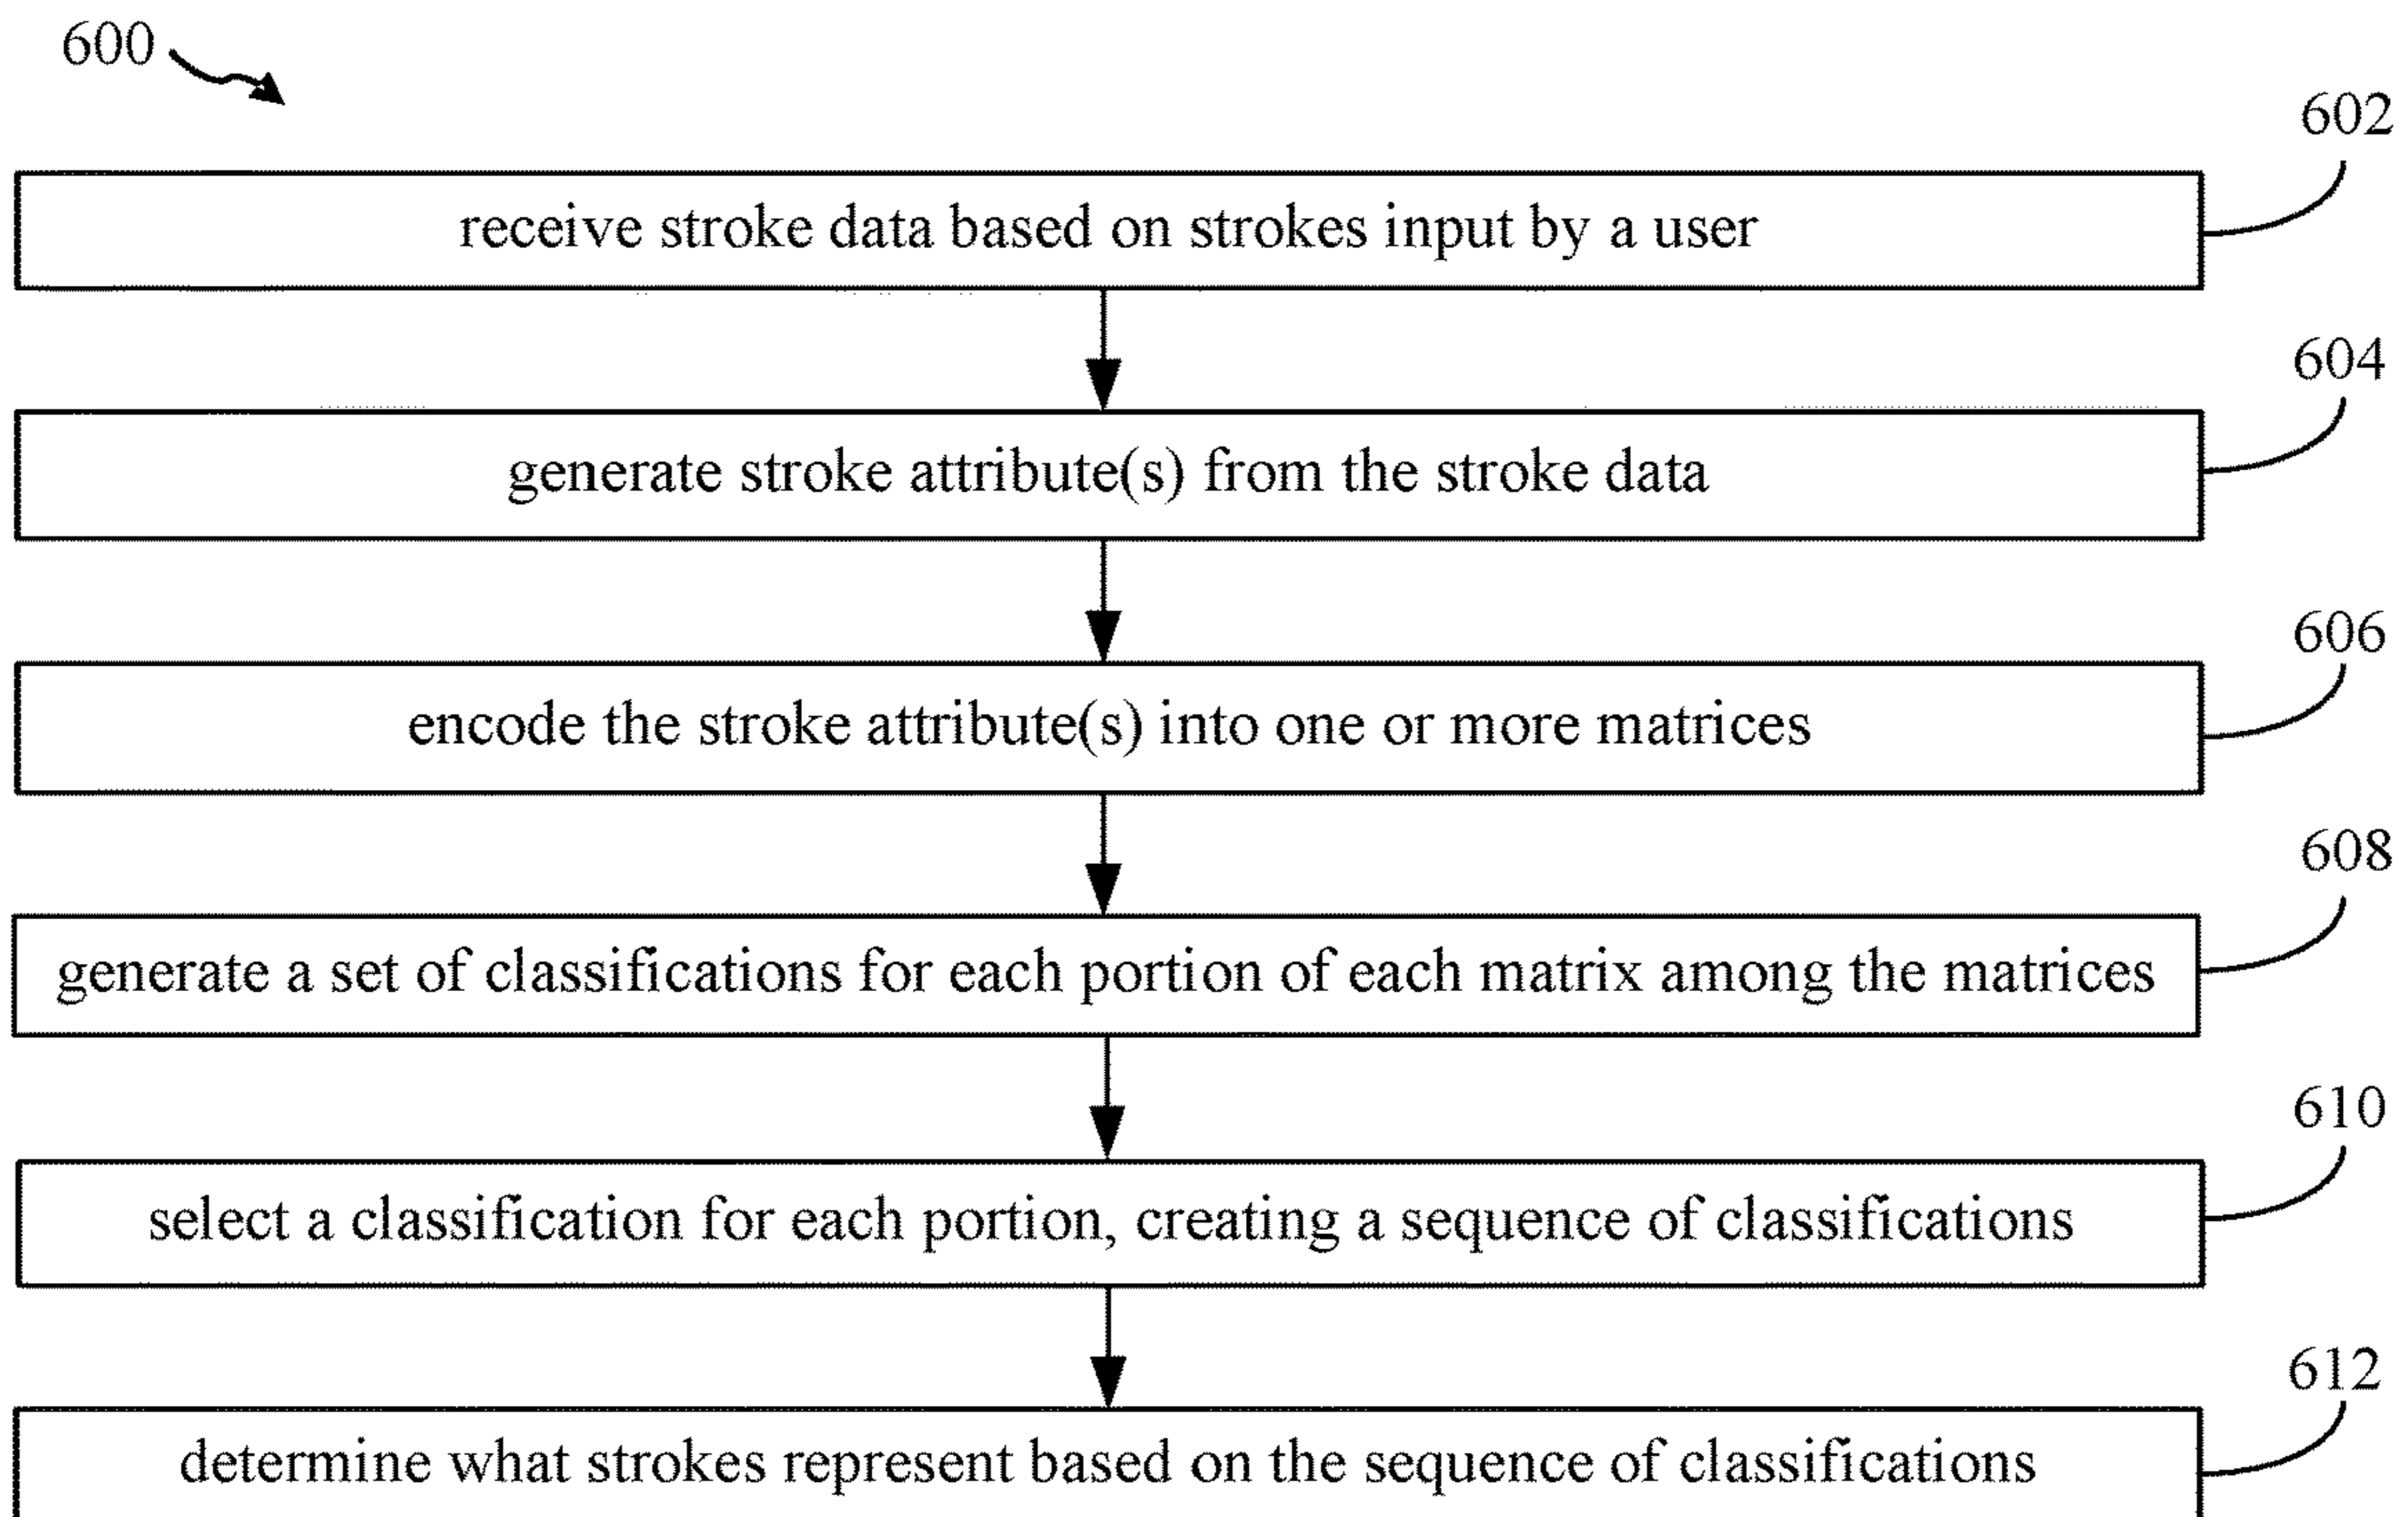 600
602
receive stroke data based on strokes input by a user
604
generate stroke attribute(s) from the stroke data
606
encode the stroke attribute(s) into one or more matrices
608
generate a set of classifications for each portion of each matrix among the matrices
610
select a classification for each portion, creating a sequence of classifications
612
determine what strokes represent based on the sequence of classifications